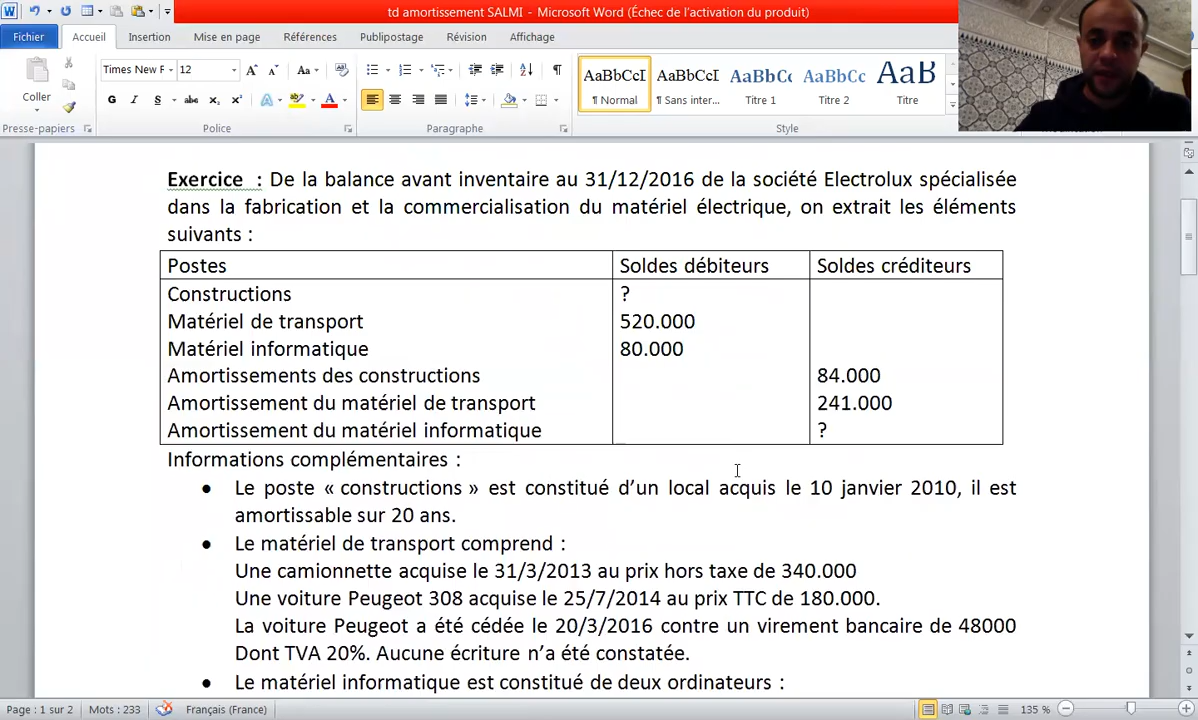 td amortissement SALMI - Microsoft Word (Échec de l'activation du produit)
Fichier Accueil Insertion Mise en page Références Publipostage Révision Affichage
Coller
Times New F 12
AaBbCcI AaBbCcI AaBbCc AaBbCc AaB
¶ Normal ¶ Sans inter... Titre 1 Titre 2 Titre
Presse-papiers Police Paragraphe Style
Exercice : De la balance avant inventaire au 31/12/2016 de la société Electrolux spécialisée
dans la fabrication et la commercialisation du matériel électrique, on extrait les éléments
suivants :
Postes Soldes débiteurs Soldes créditeurs
Constructions ?
Matériel de transport 520.000
Matériel informatique 80.000
Amortissements des constructions 84.000
Amortissement du matériel de transport 241.000
Amortissement du matériel informatique ?
Informations complémentaires :
• Le poste « constructions » est constitué d'un local acquis le 10 janvier 2010, il est
amortissable sur 20 ans.
• Le matériel de transport comprend :
Une camionnette acquise le 31/3/2013 au prix hors taxe de 340.000
Une voiture Peugeot 308 acquise le 25/7/2014 au prix TTC de 180.000.
La voiture Peugeot a été cédée le 20/3/2016 contre un virement bancaire de 48000
Dont TVA 20%. Aucune écriture n'a été constatée.
• Le matériel informatique est constitué de deux ordinateurs :
Page : 1 sur 2 Mots : 233 Français (France) 135 %